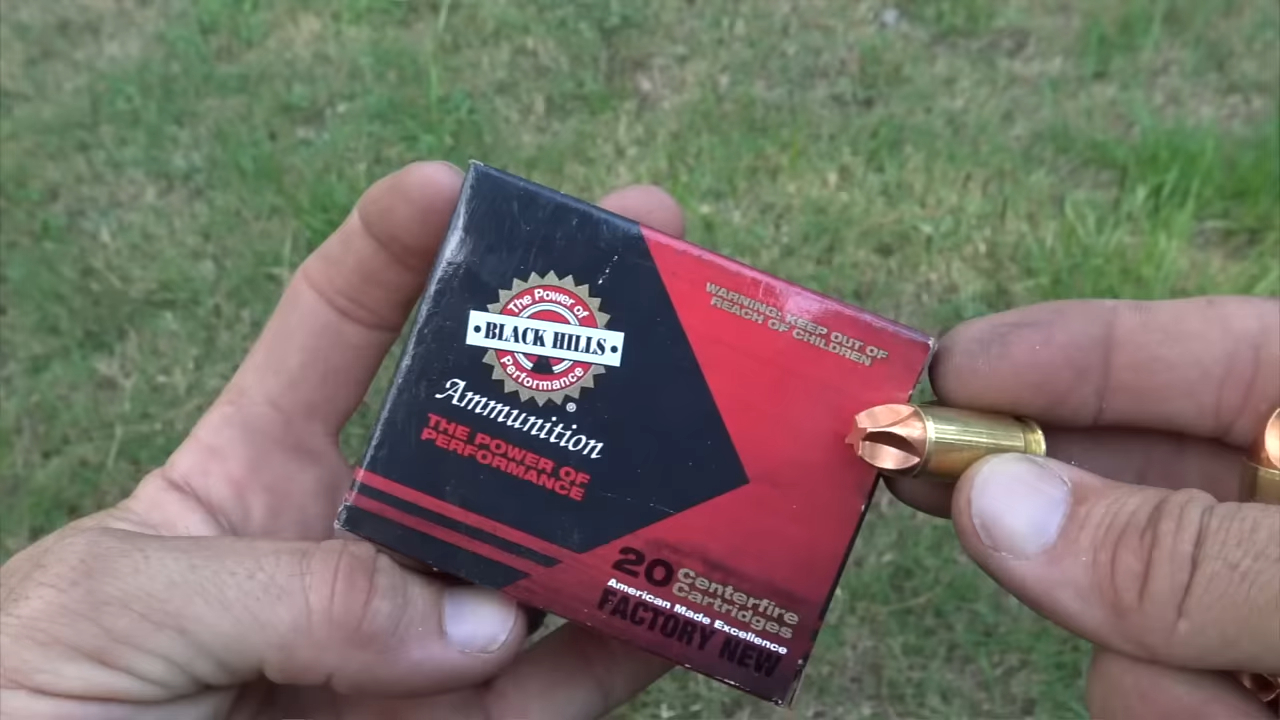 The Power of
• BLACK HILLS •
Performance
Ammunition®
THE POWER OF
PERFORMANCE
WARNING: KEEP OUT OF
REACH OF CHILDREN
20 Centerfire
Cartridges
American Made Excellence
FACTORY NEW